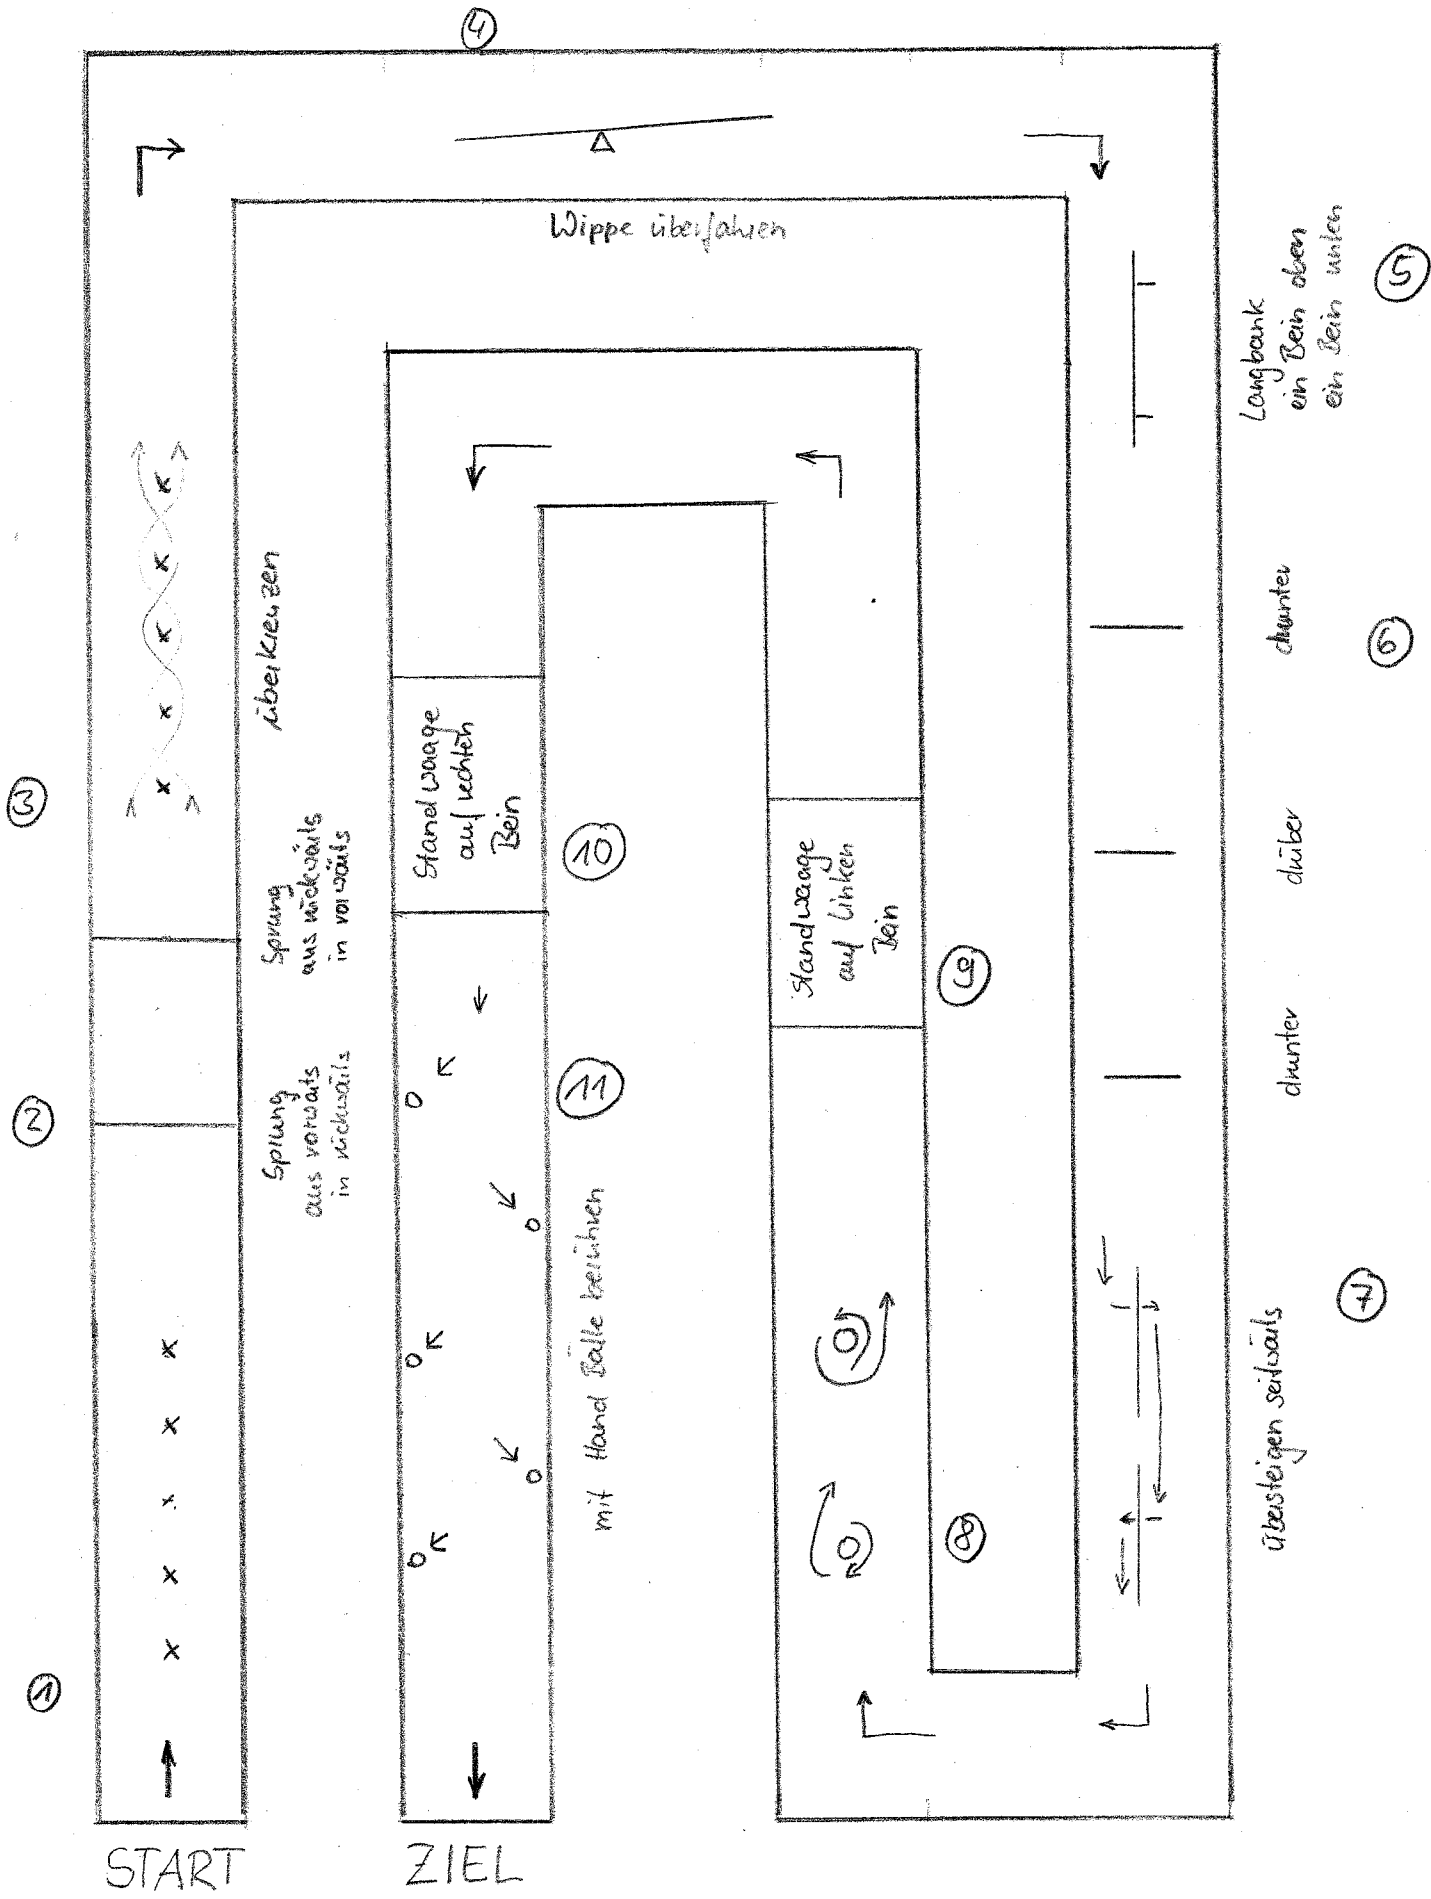 4
Wippe überfahren
5
Langbank
ein Bein oben
ein Bein unten
überkreuzen
drunter
6
3
Sprung
aus rückwärts
in vorwärts
Standwaage
auf rechten
Bein
10
drüber
Standwaage
auf Linken
Bein
9
2
Sprung
aus vorwärts
in rückwärts
11
drunter
mit Hand Bälle berühren
7
übersteigen seitwärts
8
1
START
ZIEL